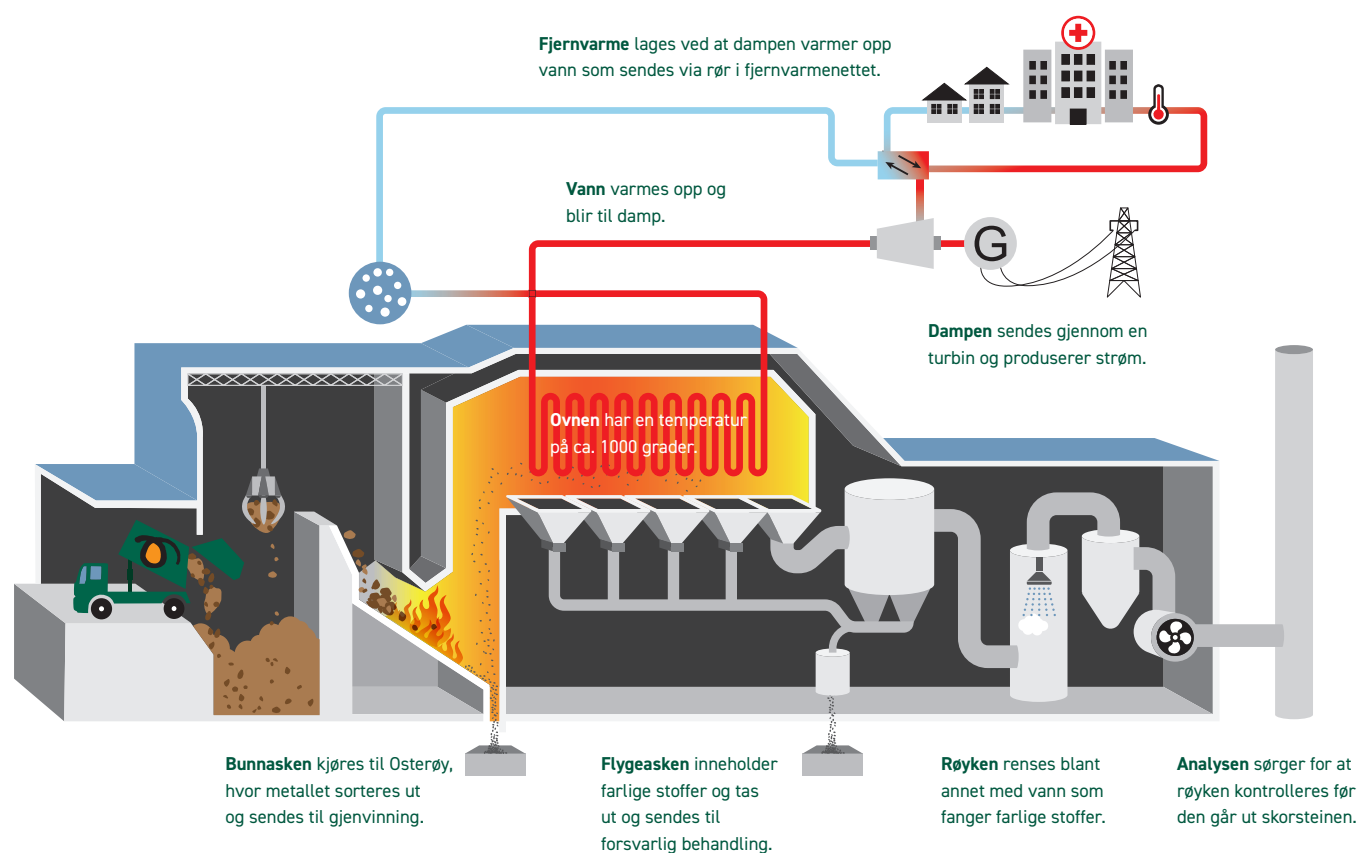 Fjernvarme lages ved at dampen varmer opp
vann som sendes via rør i fjernvarmenettet.
Vann varmes opp og
blir til damp.
G
Dampen sendes gjennom en
turbin og produserer strøm.
Ovnen har en temperatur
på ca. 1000 grader.
Bunnasken kjøres til Osterøy,
hvor metallet sorteres ut
og sendes til gjenvinning.
Flygeasken inneholder
farlige stoffer og tas
ut og sendes til
forsvarlig behandling.
Røyken renses blant
annet med vann som
fanger farlige stoffer.
Analysen sørger for at
røyken kontrolleres før
den går ut skorsteinen.